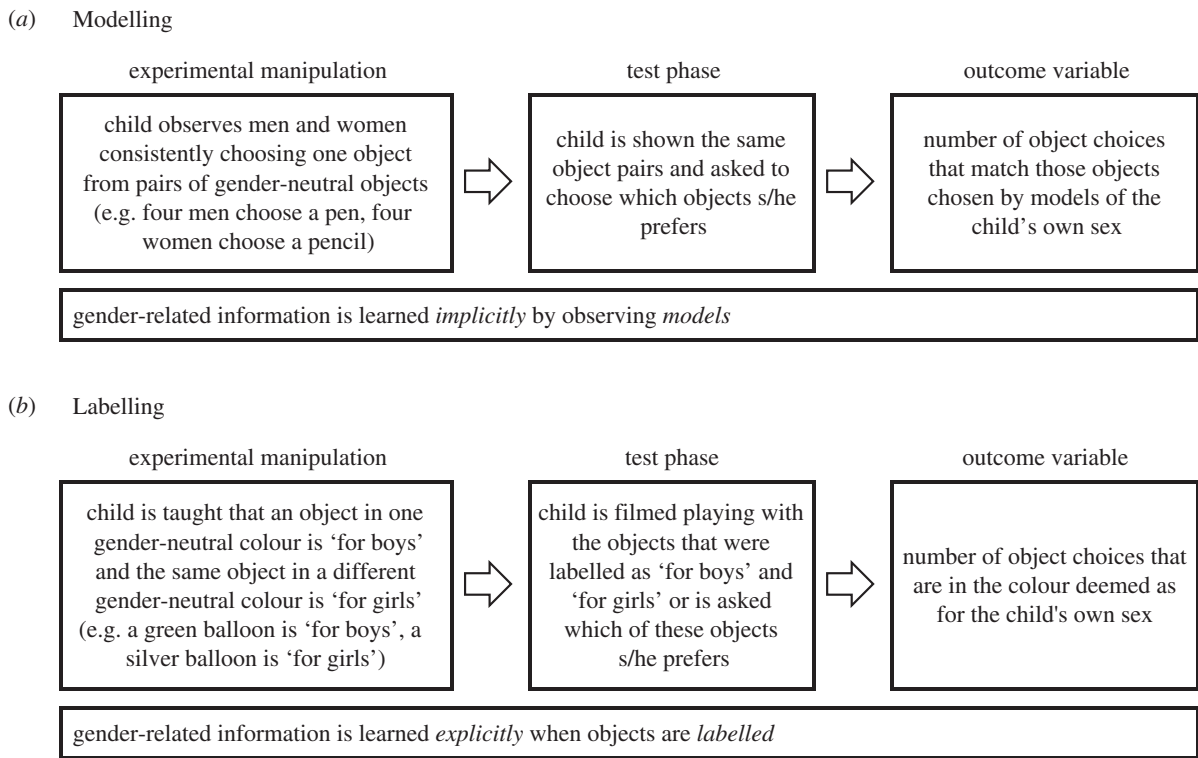 (a) Modelling
experimental manipulation
test phase
outcome variable
child observes men and women
consistently choosing one object
from pairs of gender-neutral objects
(e.g. four men choose a pen, four
women choose a pencil)
child is shown the same
object pairs and asked to
choose which objects s/he
prefers
number of object choices
that match those objects
chosen by models of the
child’s own sex
gender-related information is learned implicitly by observing models
(b) Labelling
experimental manipulation
test phase
outcome variable
child is taught that an object in one
gender-neutral colour is ‘for boys’
and the same object in a different
gender-neutral colour is ‘for girls’
(e.g. a green balloon is ‘for boys’, a
silver balloon is ‘for girls’)
child is filmed playing with
the objects that were
labelled as ‘for boys’ and
‘for girls’ or is asked
which of these objects
s/he prefers
number of object choices that
are in the colour deemed as
for the child's own sex
gender-related information is learned explicitly when objects are labelled